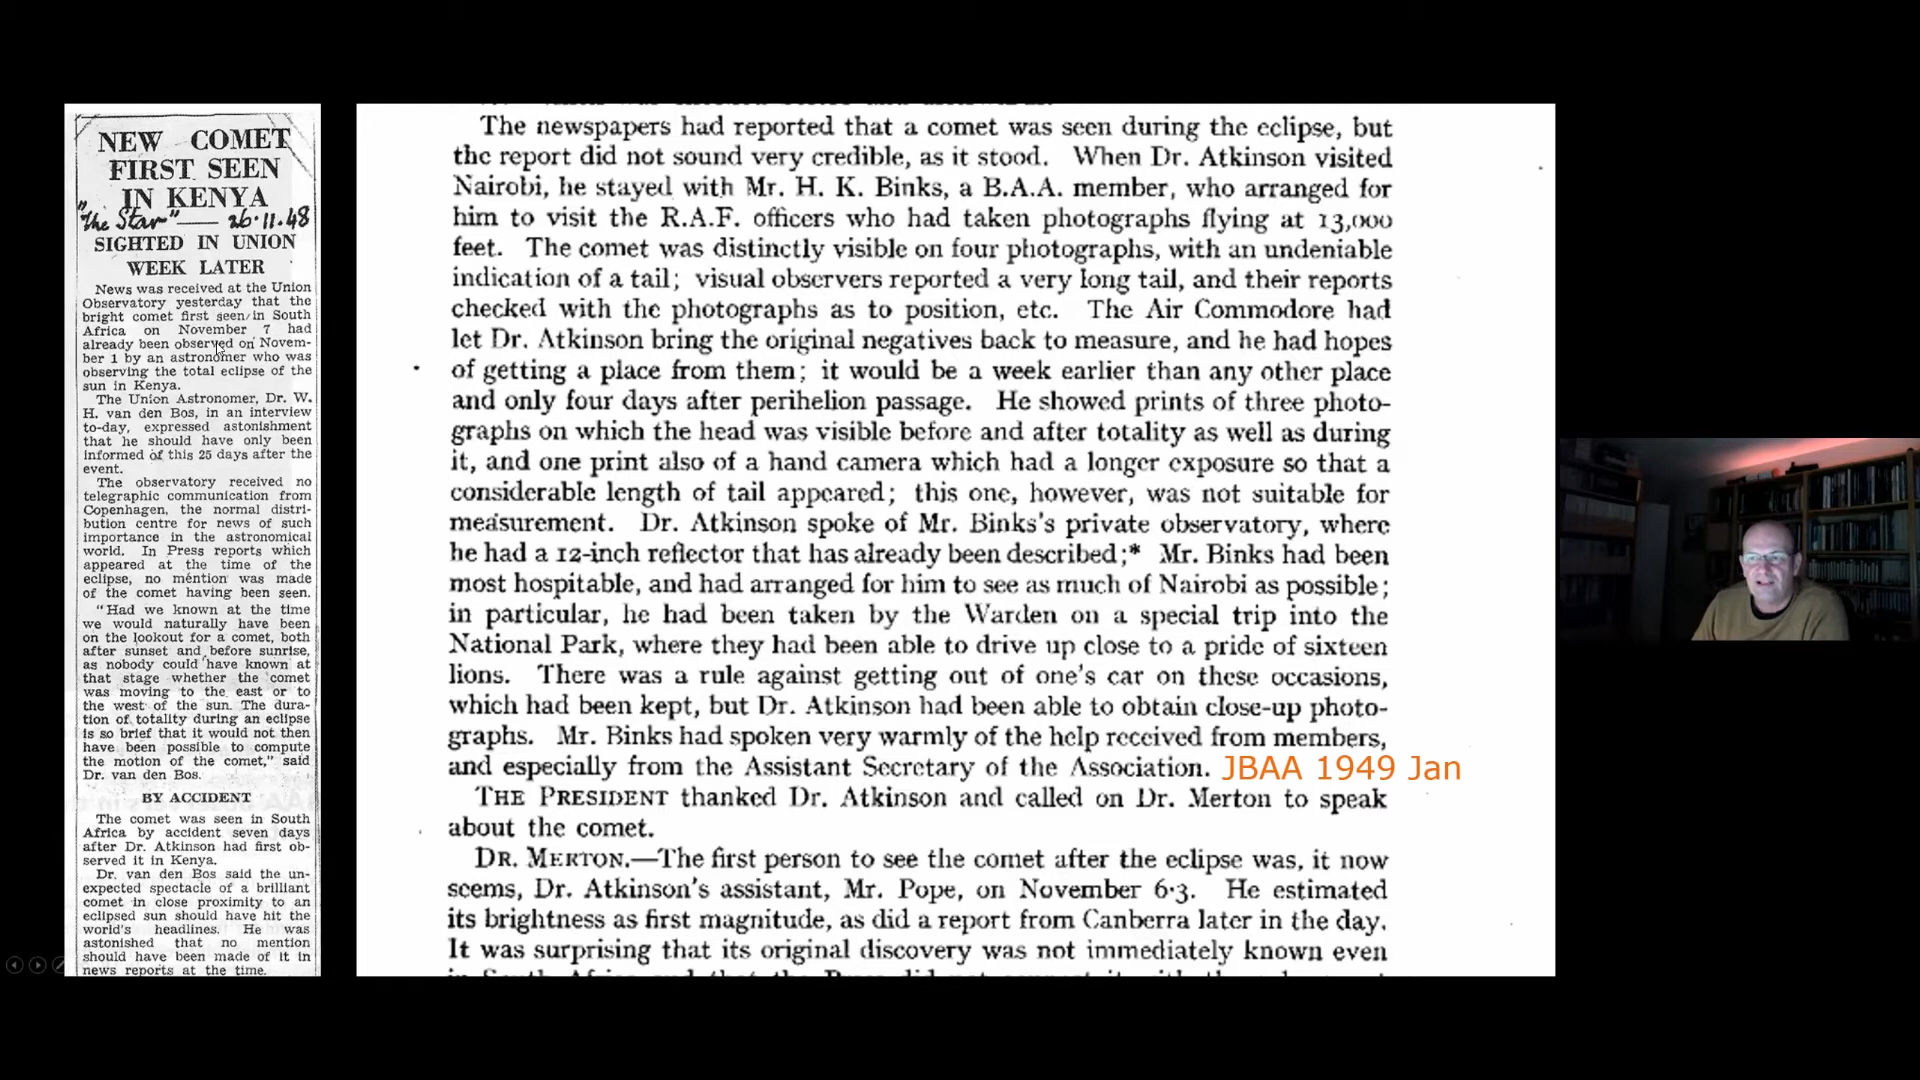 NEW COMET
FIRST SEEN
IN KENYA
"The Star" — 26.11.48
SIGHTED IN UNION
WEEK LATER
News was received at the Union
Observatory yesterday that the
bright comet first seen in South
Africa on November 7 had
already been observed on Novem-
ber 1 by an astronomer who was
observing the total eclipse of the
sun in Kenya.
The Union Astronomer, Dr. W.
H. van den Bos, in an interview
to-day, expressed astonishment
that he should have only been
informed of this 25 days after the
event.
The observatory received no
telegraphic communication from
Copenhagen, the normal distri-
bution centre for news of such
importance in the astronomical
world. In Press reports which
appeared at the time of the
eclipse, no mention was made
of the comet having been seen.
"Had we known at the time
we would naturally have been
on the lookout for a comet, both
after sunset and before sunrise,
as nobody could have known at
that stage whether the comet
was moving to the east or to
the west of the sun. The dura-
tion of totality during an eclipse
is so brief that it would not then
have been possible to compute
the motion of the comet," said
Dr. van den Bos.
BY ACCIDENT
The comet was seen in South
Africa by accident seven days
after Dr. Atkinson had first ob-
served it in Kenya.
Dr. van den Bos said the un-
expected spectacle of a brilliant
comet in close proximity to an
eclipsed sun should have hit the
world's headlines. He was
astonished that no mention
should have been made of it in
news reports at the time.
The newspapers had reported that a comet was seen during the eclipse, but
the report did not sound very credible, as it stood. When Dr. Atkinson visited
Nairobi, he stayed with Mr. H. K. Binks, a B.A.A. member, who arranged for
him to visit the R.A.F. officers who had taken photographs flying at 13,000
feet. The comet was distinctly visible on four photographs, with an undeniable
indication of a tail; visual observers reported a very long tail, and their reports
checked with the photographs as to position, etc. The Air Commodore had
let Dr. Atkinson bring the original negatives back to measure, and he had hopes
of getting a place from them; it would be a week earlier than any other place
and only four days after perihelion passage. He showed prints of three photo-
graphs on which the head was visible before and after totality as well as during
it, and one print also of a hand camera which had a longer exposure so that a
considerable length of tail appeared; this one, however, was not suitable for
measurement. Dr. Atkinson spoke of Mr. Binks's private observatory, where
he had a 12-inch reflector that has already been described;* Mr. Binks had been
most hospitable, and had arranged for him to see as much of Nairobi as possible;
in particular, he had been taken by the Warden on a special trip into the
National Park, where they had been able to drive up close to a pride of sixteen
lions. There was a rule against getting out of one's car on these occasions,
which had been kept, but Dr. Atkinson had been able to obtain close-up photo-
graphs. Mr. Binks had spoken very warmly of the help received from members,
and especially from the Assistant Secretary of the Association. JBAA 1949 Jan
THE PRESIDENT thanked Dr. Atkinson and called on Dr. Merton to speak
about the comet.
DR. MERTON.—The first person to see the comet after the eclipse was, it now
seems, Dr. Atkinson's assistant, Mr. Pope, on November 6·3. He estimated
its brightness as first magnitude, as did a report from Canberra later in the day.
It was surprising that its original discovery was not immediately known even